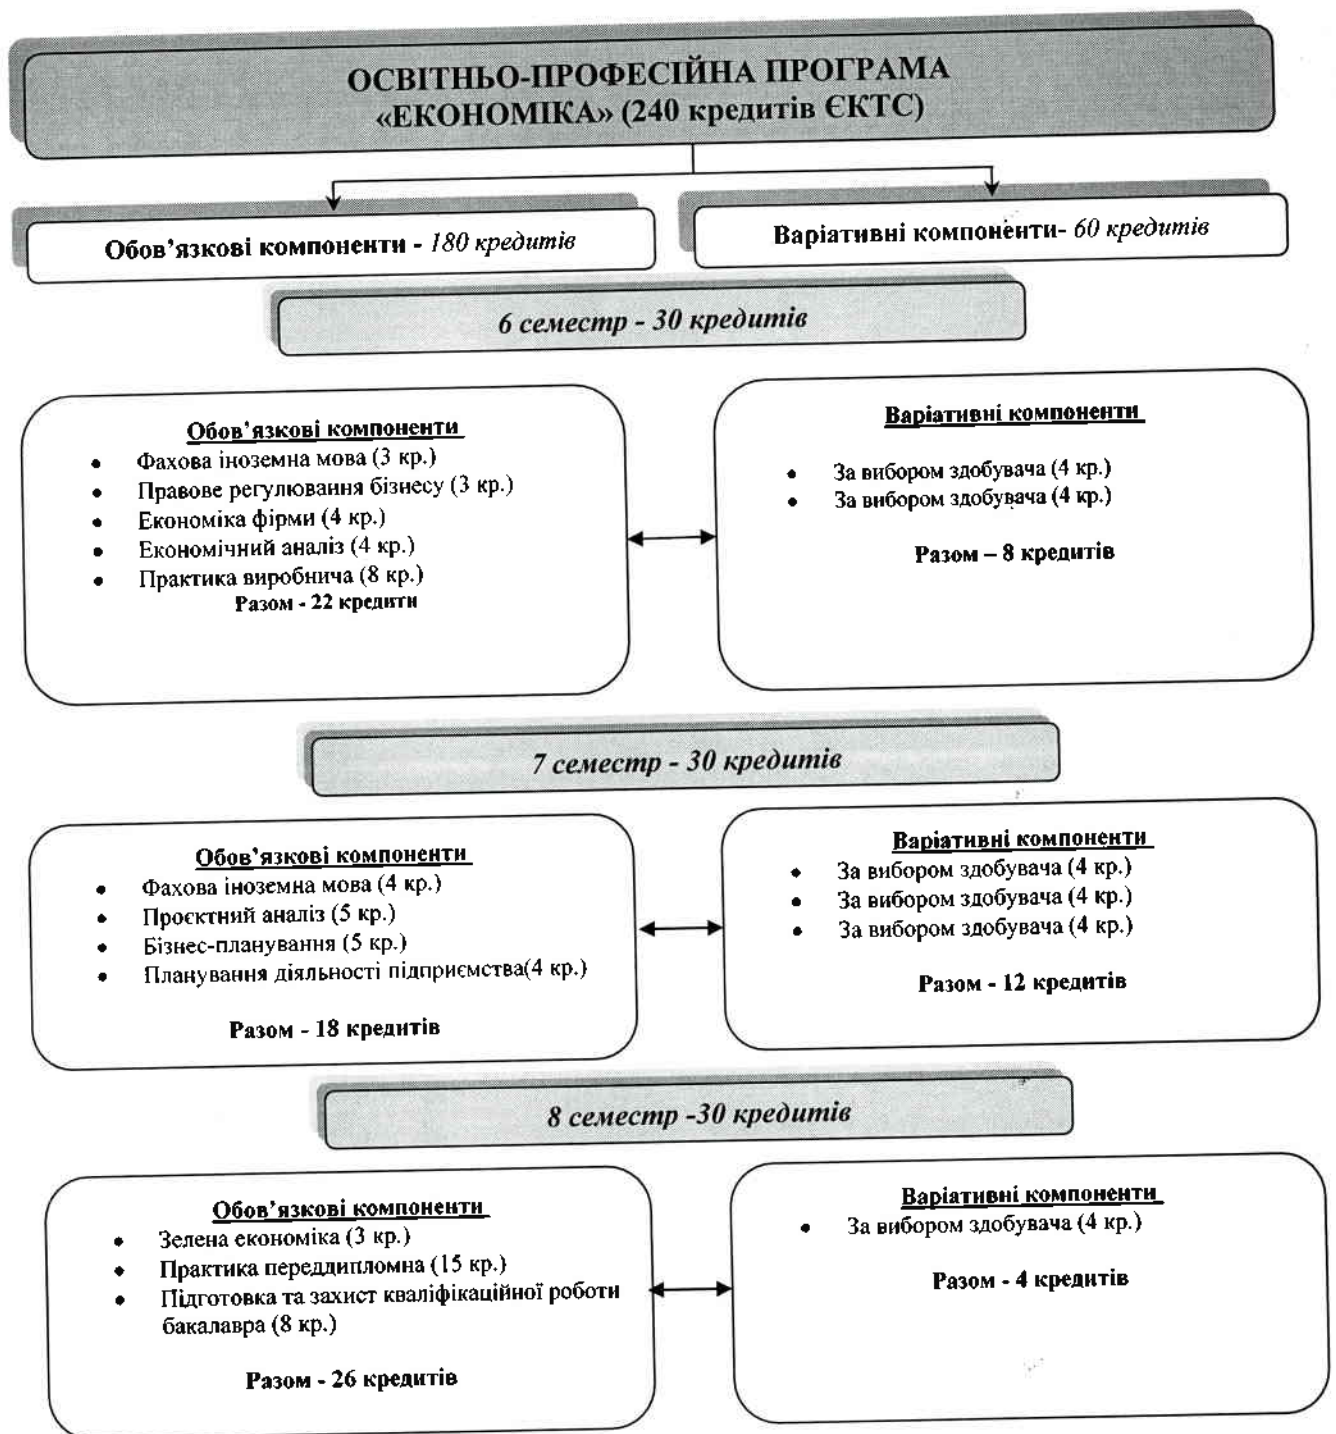 ОСВІТНЬО-ПРОФЕСІЙНА ПРОГРАМА
«ЕКОНОМІКА» (240 кредитів ЄКТС)
Обов’язкові компоненти - 180 кредитів
Варіативні компоненти- 60 кредитів
6 семестр - 30 кредитів
Обов’язкові компоненти
• Фахова іноземна мова (3 кр.)
• Правове регулювання бізнесу (3 кр.)
• Економіка фірми (4 кр.)
• Економічний аналіз (4 кр.)
• Практика виробнича (8 кр.)
Разом - 22 кредити
Варіативні компоненти
• За вибором здобувача (4 кр.)
• За вибором здобувача (4 кр.)
Разом – 8 кредитів
7 семестр - 30 кредитів
Обов’язкові компоненти
• Фахова іноземна мова (4 кр.)
• Проєктний аналіз (5 кр.)
• Бізнес-планування (5 кр.)
• Планування діяльності підприємства(4 кр.)
Разом - 18 кредитів
Варіативні компоненти
• За вибором здобувача (4 кр.)
• За вибором здобувача (4 кр.)
• За вибором здобувача (4 кр.)
Разом - 12 кредитів
8 семестр -30 кредитів
Обов’язкові компоненти
• Зелена економіка (3 кр.)
• Практика переддипломна (15 кр.)
• Підготовка та захист кваліфікаційної роботи
бакалавра (8 кр.)
Разом - 26 кредитів
Варіативні компоненти
• За вибором здобувача (4 кр.)
Разом - 4 кредитів